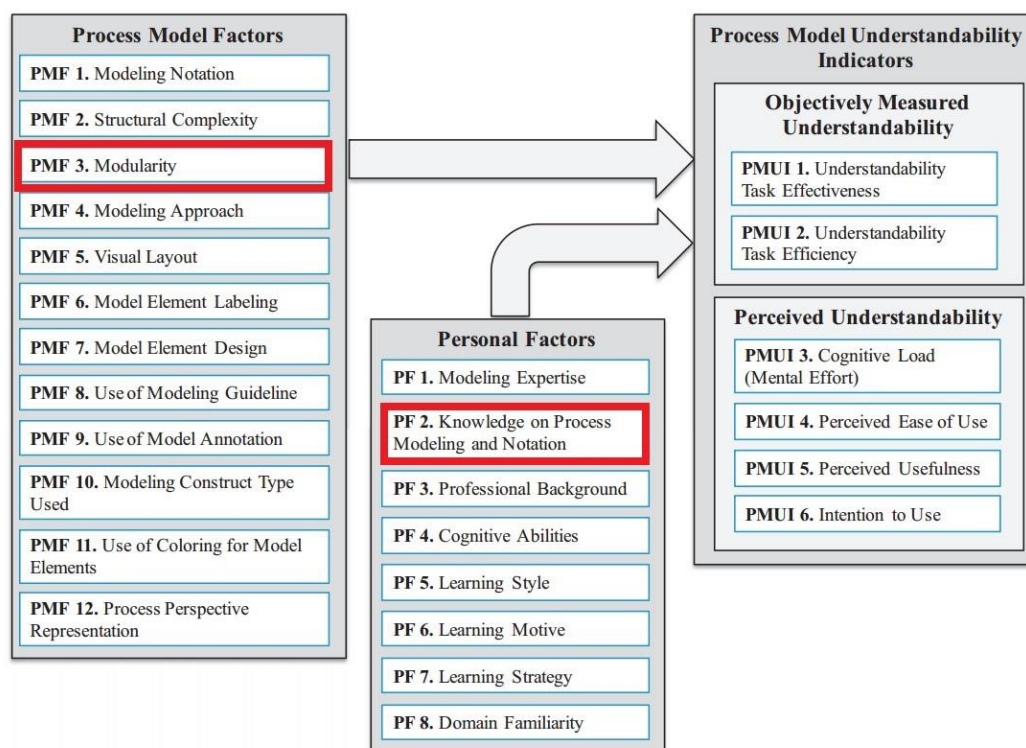 Process Model Factors
PMF 1. Modeling Notation
PMF 2. Structural Complexity
PMF 3. Modularity
PMF 4. Modeling Approach
PMF 5. Visual Layout
PMF 6. Model Element Labeling
PMF 7. Model Element Design
PMF 8. Use of Modeling Guideline
PMF 9. Use of Model Annotation
PMF 10. Modeling Construct Type
Used
PMF 11. Use of Coloring for Model
Elements
PMF 12. Process Perspective
Representation
Personal Factors
PF 1. Modeling Expertise
PF 2. Knowledge on Process
Modeling and Notation
PF 3. Professional Background
PF 4. Cognitive Abilities
PF 5. Learning Style
PF 6. Learning Motive
PF 7. Learning Strategy
PF 8. Domain Familiarity
Process Model Understandability
Indicators
Objectively Measured
Understandability
PMUI 1. Understandability
Task Effectiveness
PMUI 2. Understandability
Task Efficiency
Perceived Understandability
PMUI 3. Cognitive Load
(Mental Effort)
PMUI 4. Perceived Ease of Use
PMUI 5. Perceived Usefulness
PMUI 6. Intention to Use